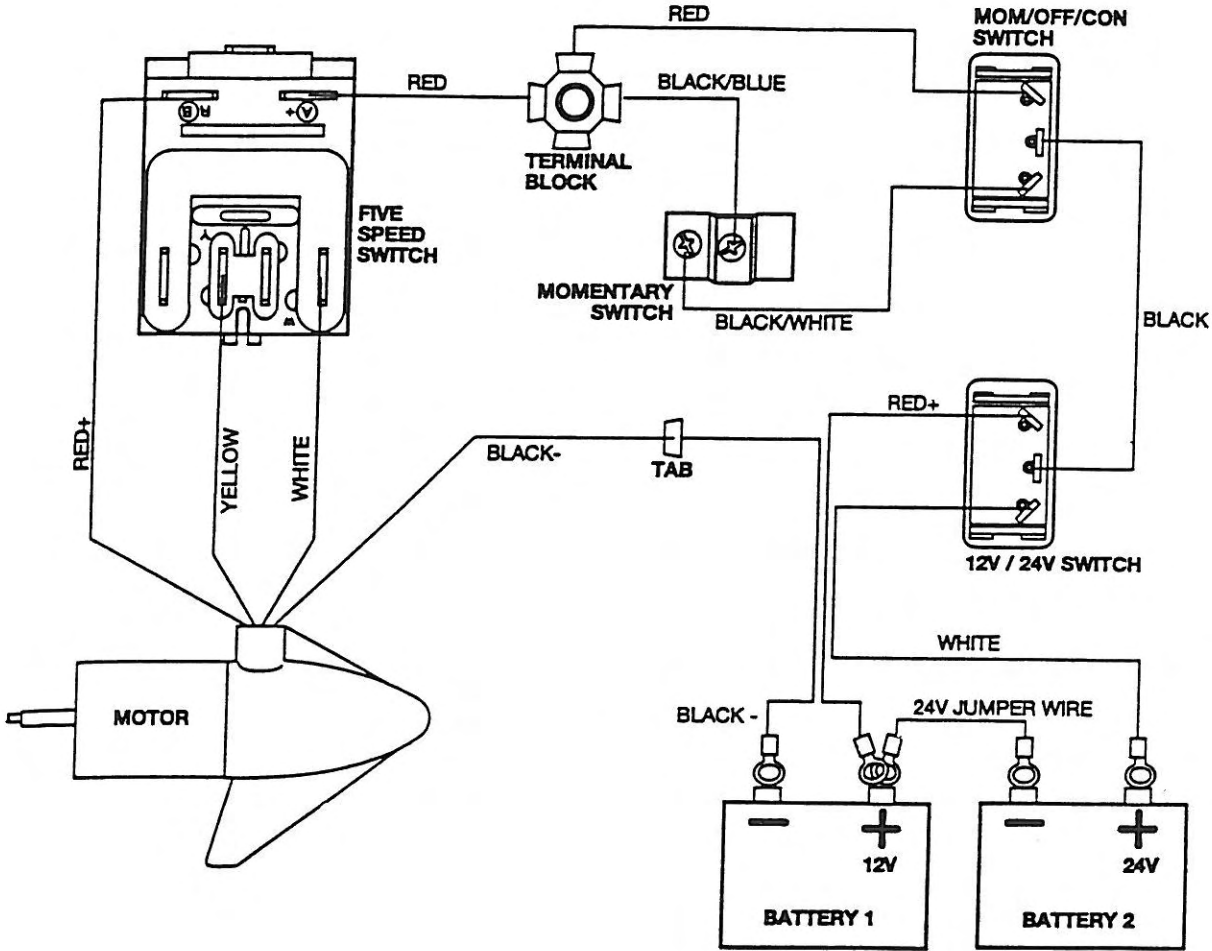 RED
MOM/OFF/CON
SWITCH
RED
BLACK/BLUE
R B
A +
TERMINAL
BLOCK
FIVE
SPEED
SWITCH
Y
W
MOMENTARY
SWITCH
BLACK/WHITE
BLACK
RED+
RED+
YELLOW
WHITE
BLACK-
TAB
12V / 24V SWITCH
WHITE
MOTOR
BLACK -
24V JUMPER WIRE
12V
24V
BATTERY 1
BATTERY 2